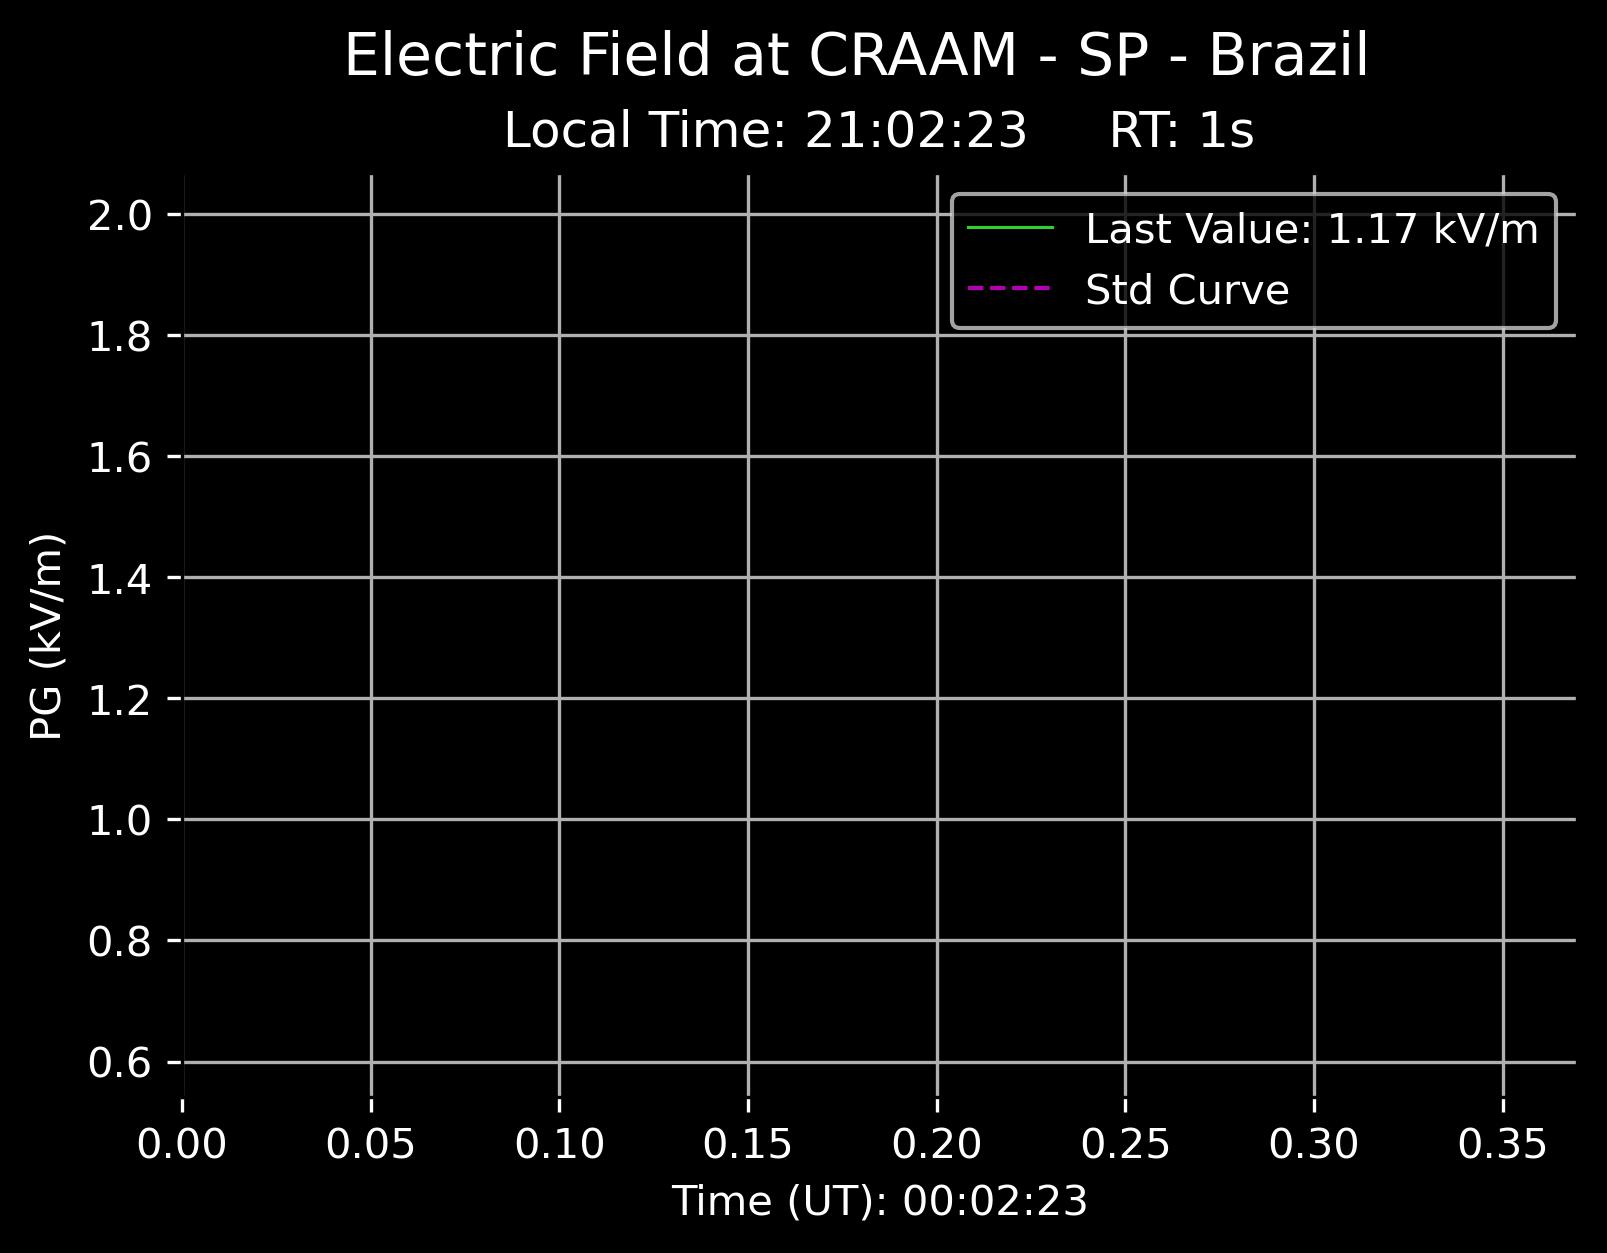 Electric Field at CRAAM - SP - Brazil
Local Time: 21:02:23 RT: 1s
Last Value: 1.17 kV/m
Std Curve
PG (kV/m)
2.0
1.8
1.6
1.4
1.2
1.0
0.8
0.6
0.00 0.05 0.10 0.15 0.20 0.25 0.30 0.35
Time (UT): 00:02:23